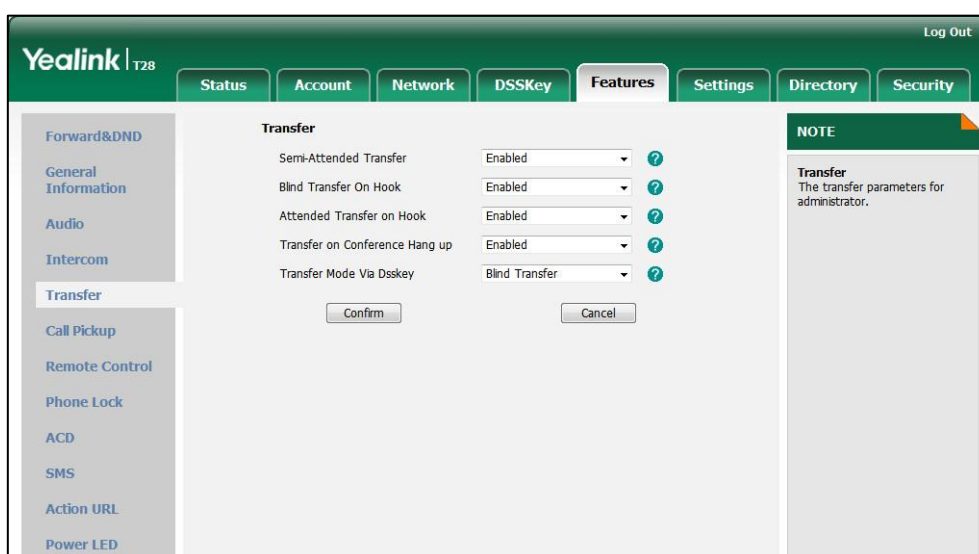 Log Out
Yealink T28
Status Account Network DSSKey Features Settings Directory Security
Forward&DND
General
Information
Audio
Intercom
Transfer
Call Pickup
Remote Control
Phone Lock
ACD
SMS
Action URL
Power LED
Transfer
Semi-Attended Transfer Enabled ?
Blind Transfer On Hook Enabled ?
Attended Transfer on Hook Enabled ?
Transfer on Conference Hang up Enabled ?
Transfer Mode Via Dsskey Blind Transfer ?
Confirm Cancel
NOTE
Transfer
The transfer parameters for
administrator.